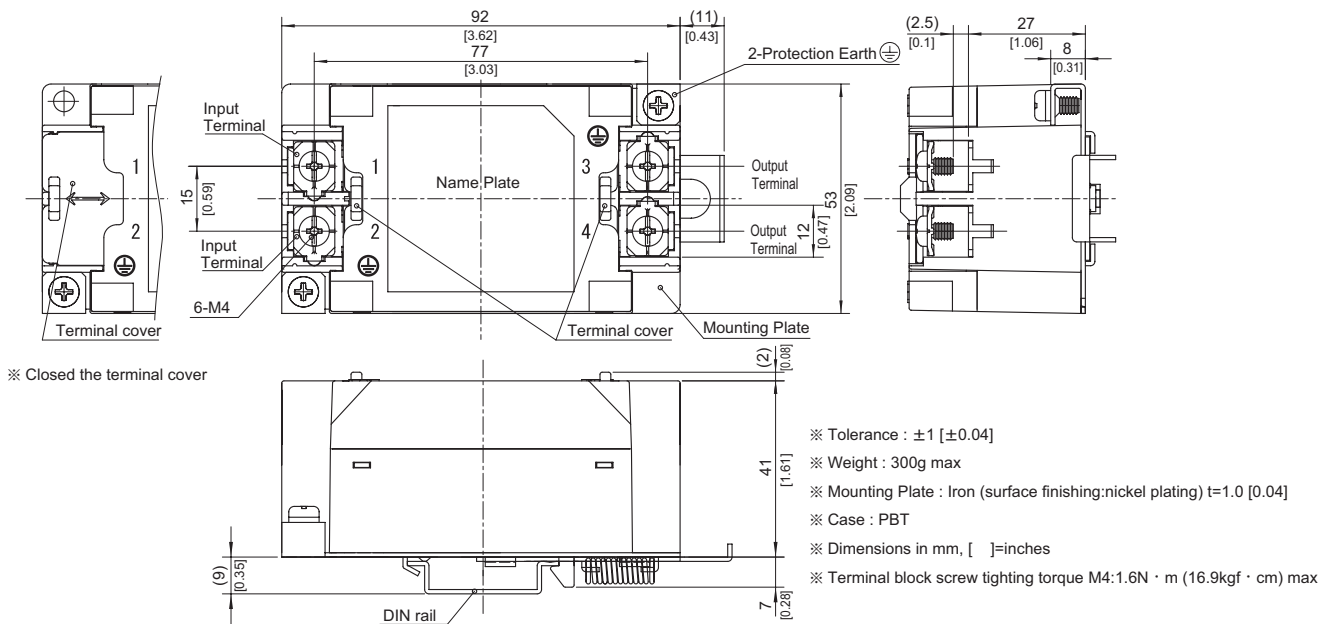 92
[3.62]
(11)
[0.43]
77
[3.03]
2-Protection Earth
(2.5)
[0.1]
27
[1.06]
8
[0.31]
Input
Terminal
1
2
15
[0.59]
1
2
Name Plate
3
4
Output
Terminal
Output
Terminal
12
[0.47]
53
[2.09]
Input
Terminal
6-M4
Terminal cover
Terminal cover
Mounting Plate
※ Closed the terminal cover
(2)
[0.08]
41
[1.61]
(9)
[0.35]
7
[0.28]
DIN rail
※ Tolerance : ±1 [±0.04]
※ Weight : 300g max
※ Mounting Plate : Iron (surface finishing:nickel plating) t=1.0 [0.04]
※ Case : PBT
※ Dimensions in mm, [ ]=inches
※ Terminal block screw tighting torque M4:1.6N · m (16.9kgf · cm) max